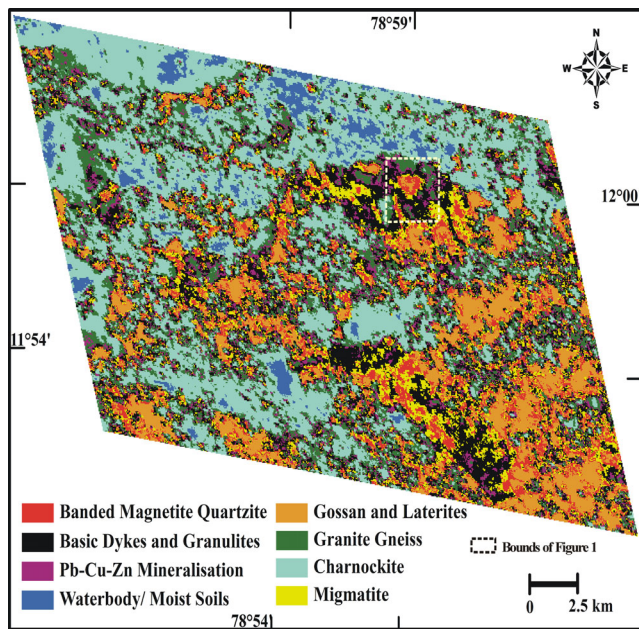 78°59'
N
W E
S
12°00
11°54'
Banded Magnetite Quartzite
Basic Dykes and Granulites
Pb-Cu-Zn Mineralisation
Waterbody/ Moist Soils
Gossan and Laterites
Granite Gneiss
Charnockite
Migmatite
Bounds of Figure 1
0 2.5 km
78°54'